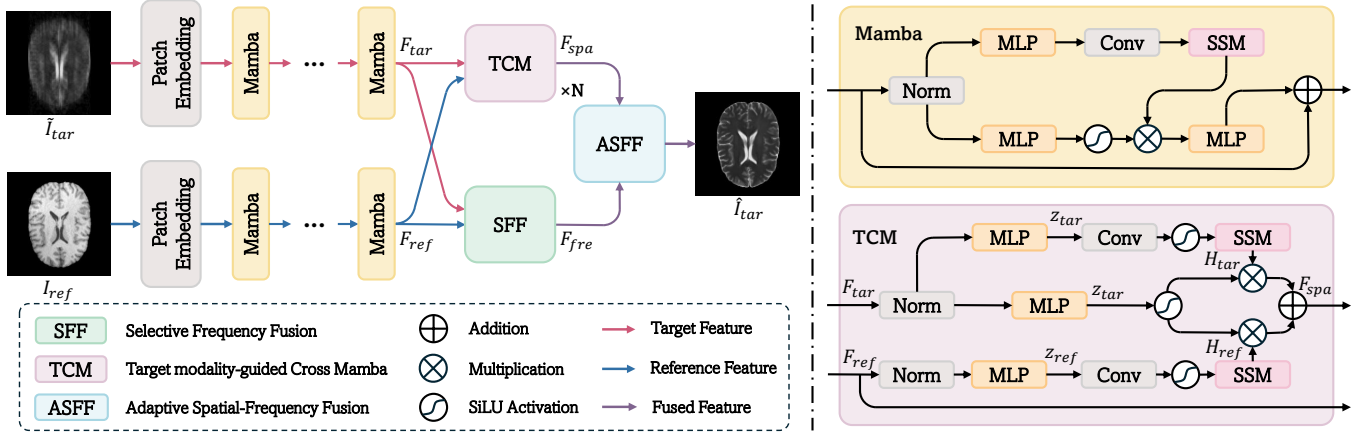 Patch Embedding
Mamba
...
Mamba
F_tar
TCM
F_spa
×N
Ĩ_tar
ASFF
Î_tar
Patch Embedding
Mamba
...
Mamba
F_ref
SFF
F_fre
I_ref
SFF Selective Frequency Fusion
Addition
Target Feature
TCM Target modality-guided Cross Mamba
Multiplication
Reference Feature
ASFF Adaptive Spatial-Frequency Fusion
SiLU Activation
Fused Feature
Mamba
MLP
Conv
SSM
Norm
MLP
MLP
TCM
MLP
z_tar
Conv
SSM
H_tar
F_tar
Norm
MLP
z_tar
F_spa
F_ref
Norm
MLP
z_ref
Conv
H_ref
SSM